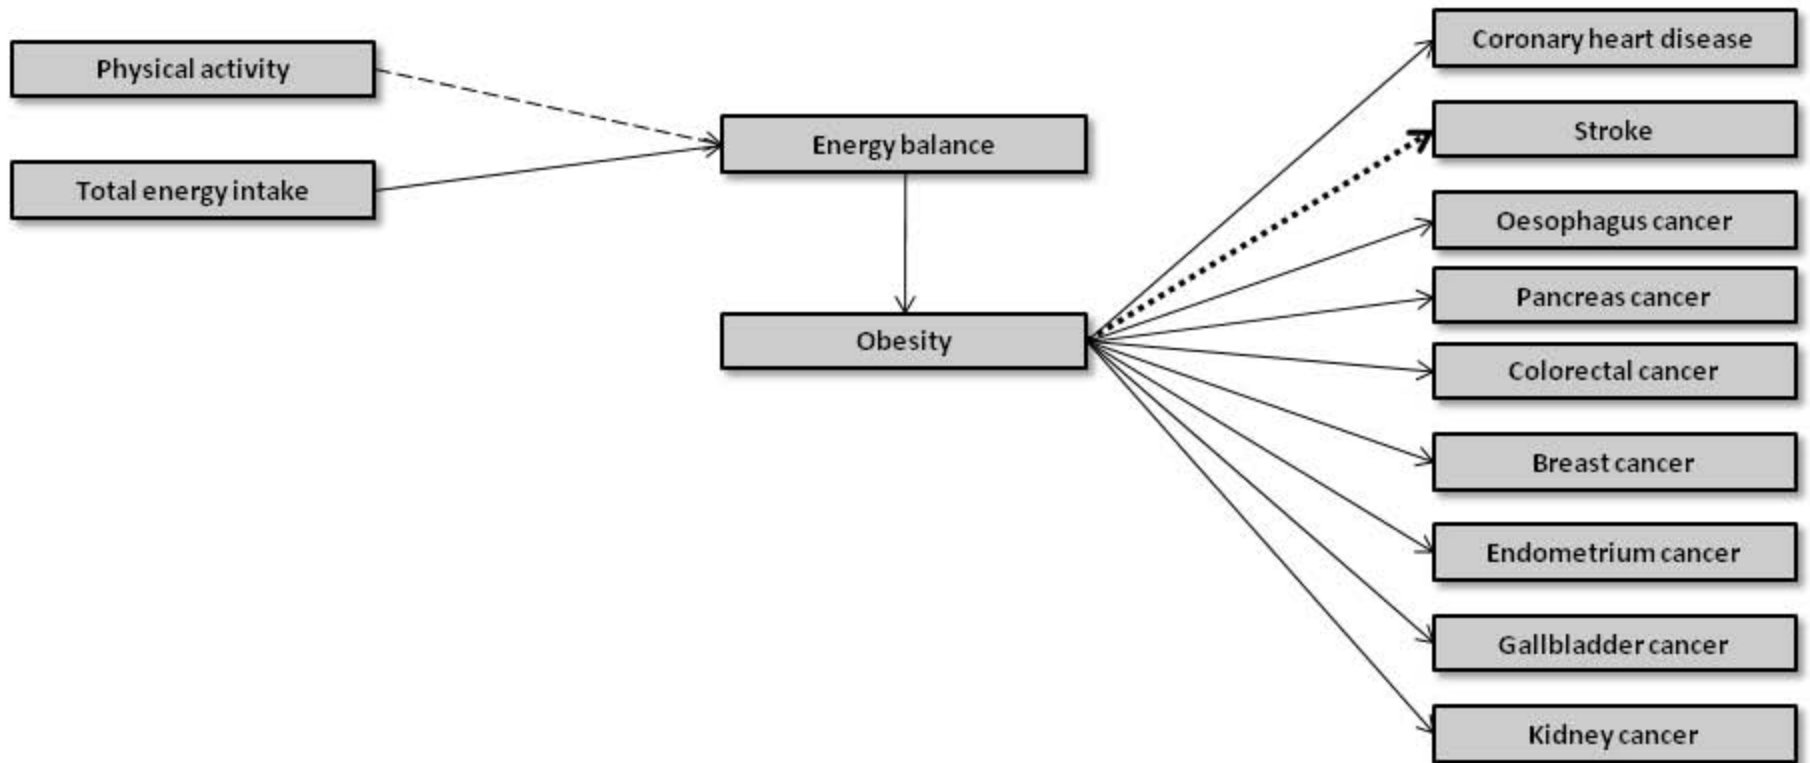 Physical activity
Total energy intake
Energy balance
Obesity
Coronary heart disease
Stroke
Oesophagus cancer
Pancreas cancer
Colorectal cancer
Breast cancer
Endometrium cancer
Gallbladder cancer
Kidney cancer